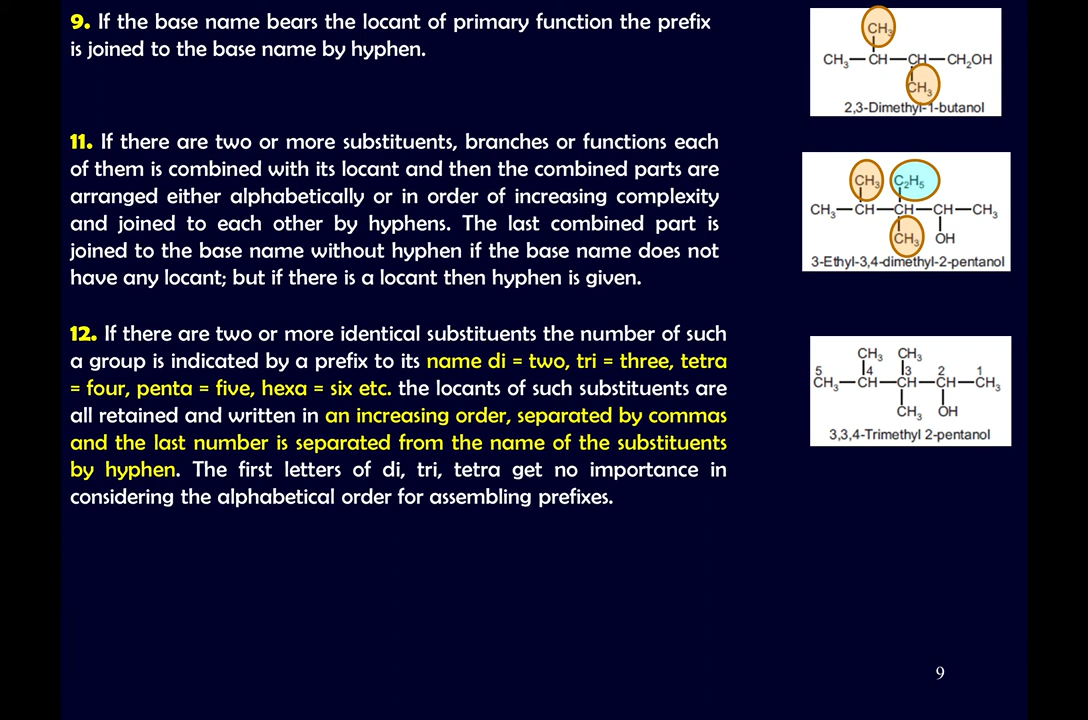 9. If the base name bears the locant of primary function the prefix
is joined to the base name by hyphen.
CH3
CH3—CH—CH—CH2OH
CH3
2,3-Dimethyl-1-butanol
11. If there are two or more substituents, branches or functions each
of them is combined with its locant and then the combined parts are
arranged either alphabetically or in order of increasing complexity
and joined to each other by hyphens. The last combined part is
joined to the base name without hyphen if the base name does not
have any locant; but if there is a locant then hyphen is given.
CH3 C2H5
CH3—CH—CH—CH—CH3
CH3 OH
3-Ethyl-3,4-dimethyl-2-pentanol
12. If there are two or more identical substituents the number of such
a group is indicated by a prefix to its name di = two, tri = three, tetra
= four, penta = five, hexa = six etc. the locants of such substituents are
all retained and written in an increasing order, separated by commas
and the last number is separated from the name of the substituents
by hyphen. The first letters of di, tri, tetra get no importance in
considering the alphabetical order for assembling prefixes.
CH3 CH3
5 4 3 2 1
CH3—CH—CH—CH—CH3
CH3 OH
3,3,4-Trimethyl 2-pentanol
9